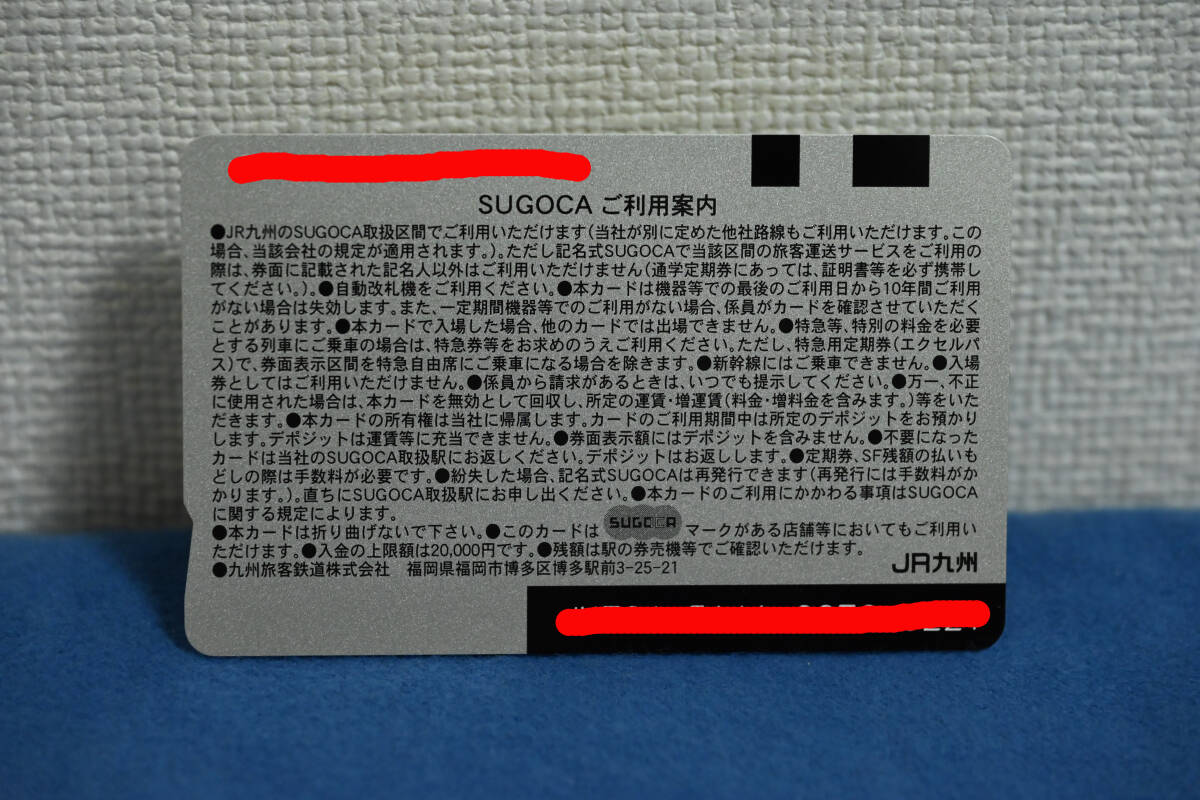 SUGOCA ご利用案内
●JR九州のSUGOCA取扱区間でご利用いただけます(当社が別に定めた他社路線もご利用いただけます。この
場合、当該会社の規定が適用されます。)。ただし記名式SUGOCAで当該区間の旅客運送サービスをご利用の
際は、券面に記載された記名人以外はご利用いただけません(通学定期券にあっては、証明書等を必ず携帯し
てください。)。●自動改札機をご利用ください。●本カードは機器等での最後のご利用日から10年間ご利用
がない場合は失効します。また、一定期間機器等でのご利用がない場合、係員がカードを確認させていただく
ことがあります。●本カードで入場した場合、他のカードでは出場できません。●特急等、特別の料金を必要
とする列車にご乗車の場合は、特急券等をお求めのうえご利用ください。ただし、特急用定期券(エクセルパ
ス)で、券面表示区間を特急自由席にご乗車になる場合を除きます。●新幹線にはご乗車できません。●入場
券としてはご利用いただけません。●係員から請求があるときは、いつでも提示してください。●万一、不正
に使用された場合は、本カードを無効として回収し、所定の運賃・増運賃(料金・増料金を含みます。)等をいた
だきます。●本カードの所有権は当社に帰属します。カードのご利用期間中は所定のデポジットをお預かり
します。デポジットは運賃等に充当できません。●券面表示額にはデポジットを含みません。●不要になった
カードは当社のSUGOCA取扱駅にお返しください。デポジットはお返しします。●定期券、SF残額の払いも
どしの際は手数料が必要です。●紛失した場合、記名式SUGOCAは再発行できます(再発行には手数料がか
かります。)。直ちにSUGOCA取扱駅にお申し出ください。●本カードのご利用にかかわる事項はSUGOCA
に関する規定によります。
●本カードは折り曲げないで下さい。●このカードは SUGOCA マークがある店舗等においてもご利用い
ただけます。●入金の上限額は20,000円です。●残額は駅の券売機等でご確認いただけます。
●九州旅客鉄道株式会社 福岡県福岡市博多区博多駅前3-25-21
JR九州